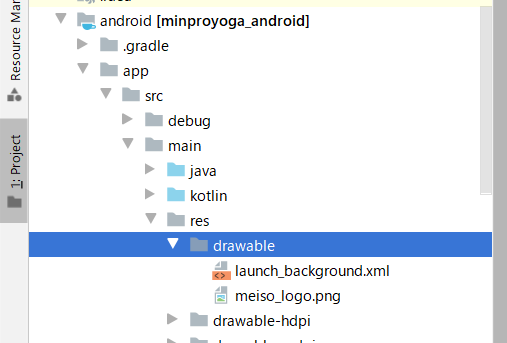 android [minproyoga_android]
.gradle
app
src
debug
main
java
kotlin
res
drawable
launch_background.xml
meiso_logo.png
drawable-hdpi
Resource Mar
1: Project